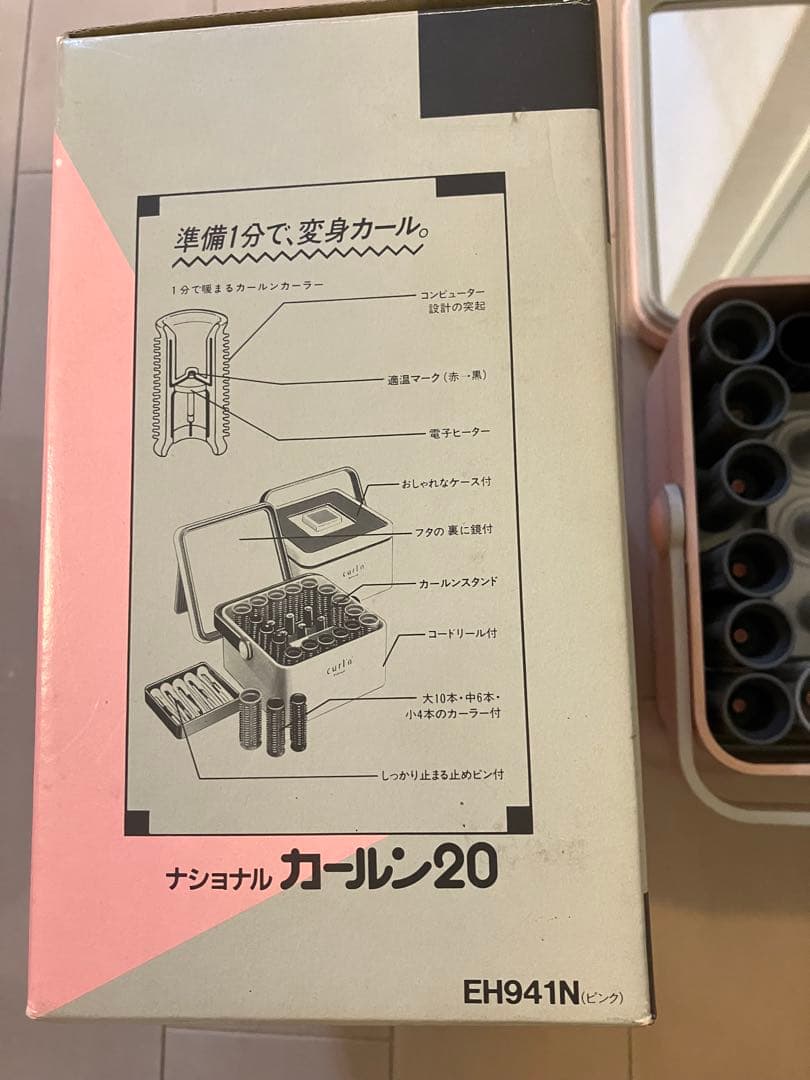 準備1分で、変身カール。
1分で暖まるカールンカーラー
コンピューター
設計の突起
適温マーク(赤→黒)
電子ヒーター
おしゃれなケース付
フタの裏に鏡付
カールンスタンド
コードリール付
大10本・中6本・
小4本のカーラー付
しっかり止まる止めピン付
curln
curln
ナショナル カールン20
EH941N(ピンク)